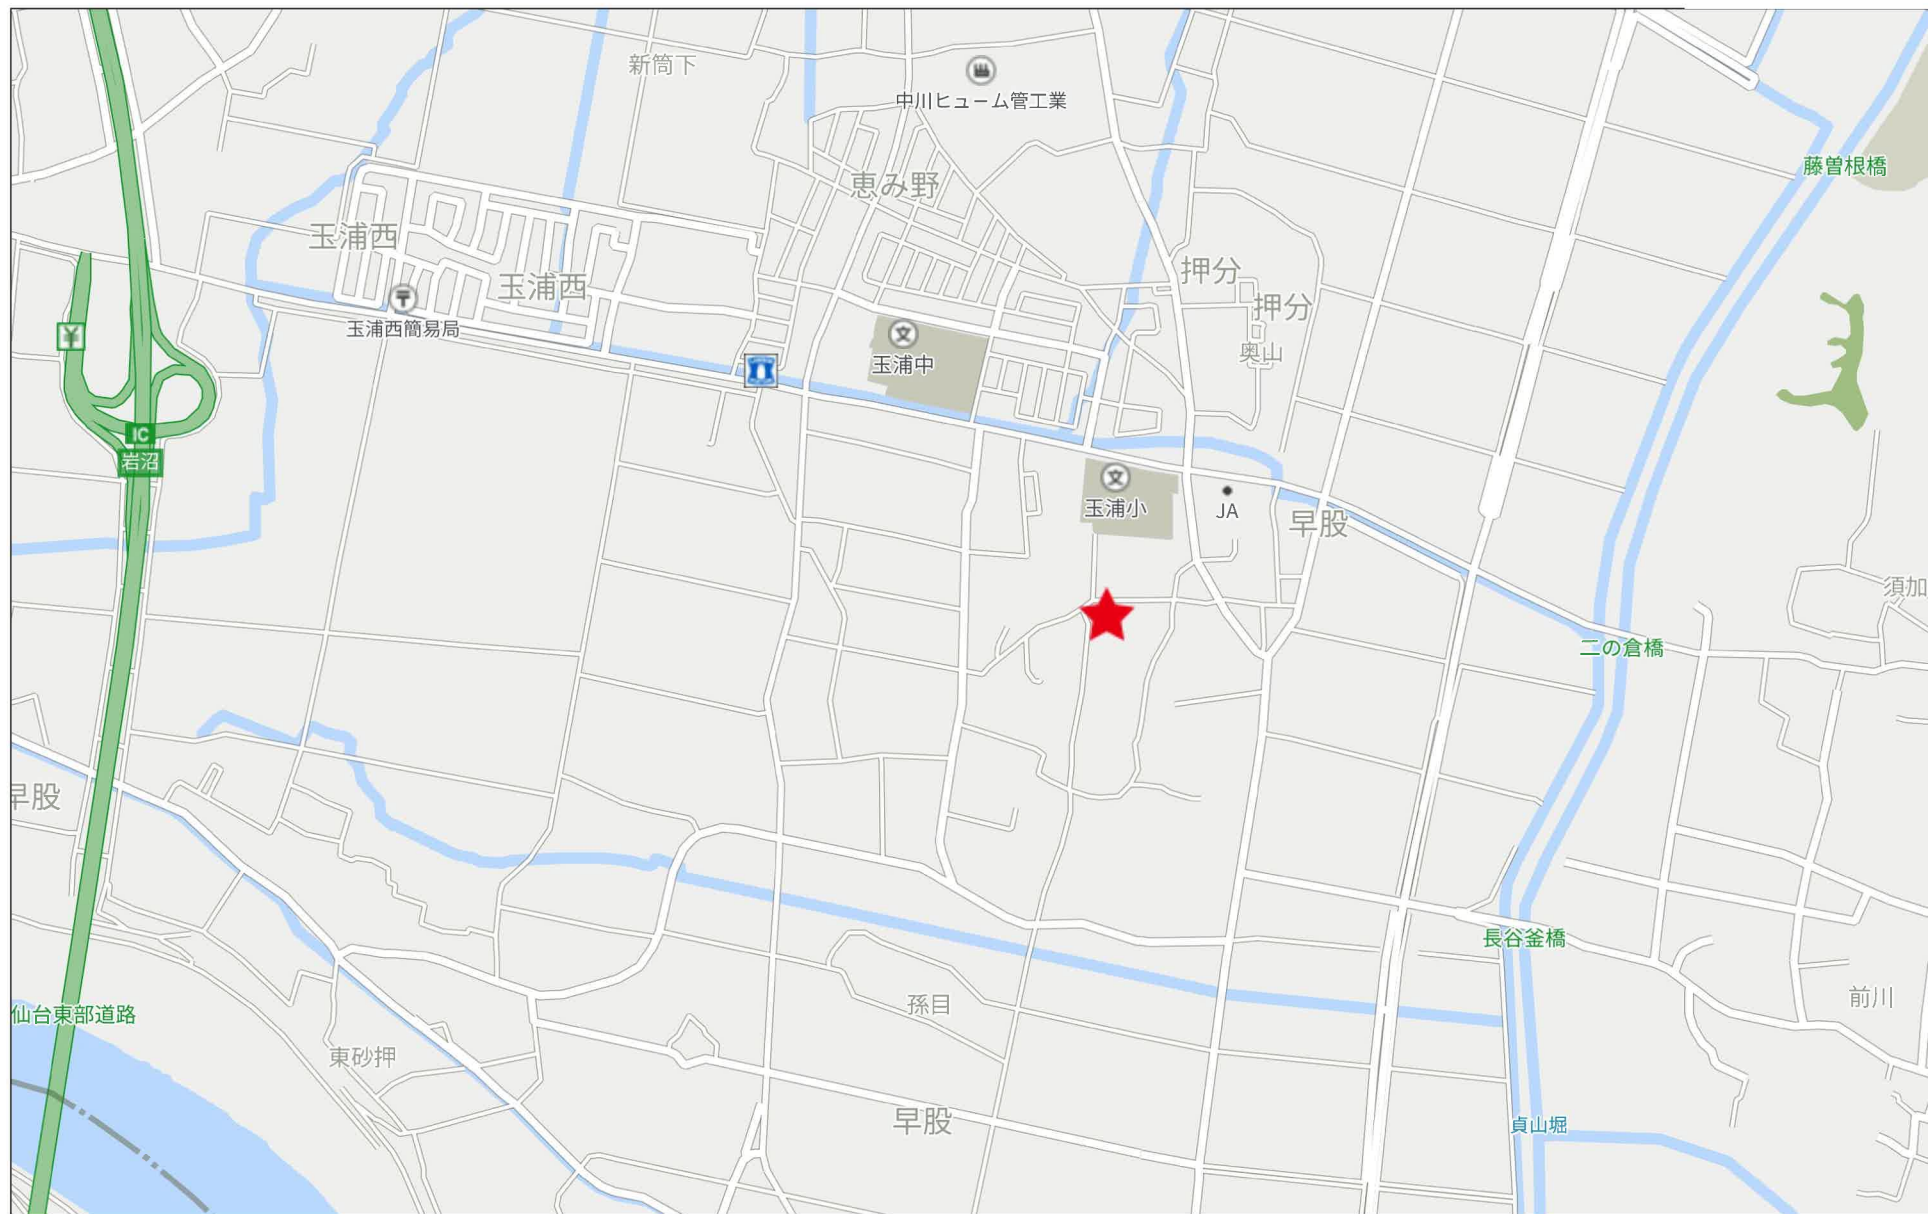 新筒下
中川ヒューム管工業
藤曽根橋
恵み野
玉浦西
玉浦西
押分
押分
玉浦西簡易局
奥山
玉浦中
IC
岩沼
玉浦小
JA
早股
須加
二の倉橋
早股
長谷釜橋
前川
孫目
仙台東部道路
東砂押
早股
貞山堀